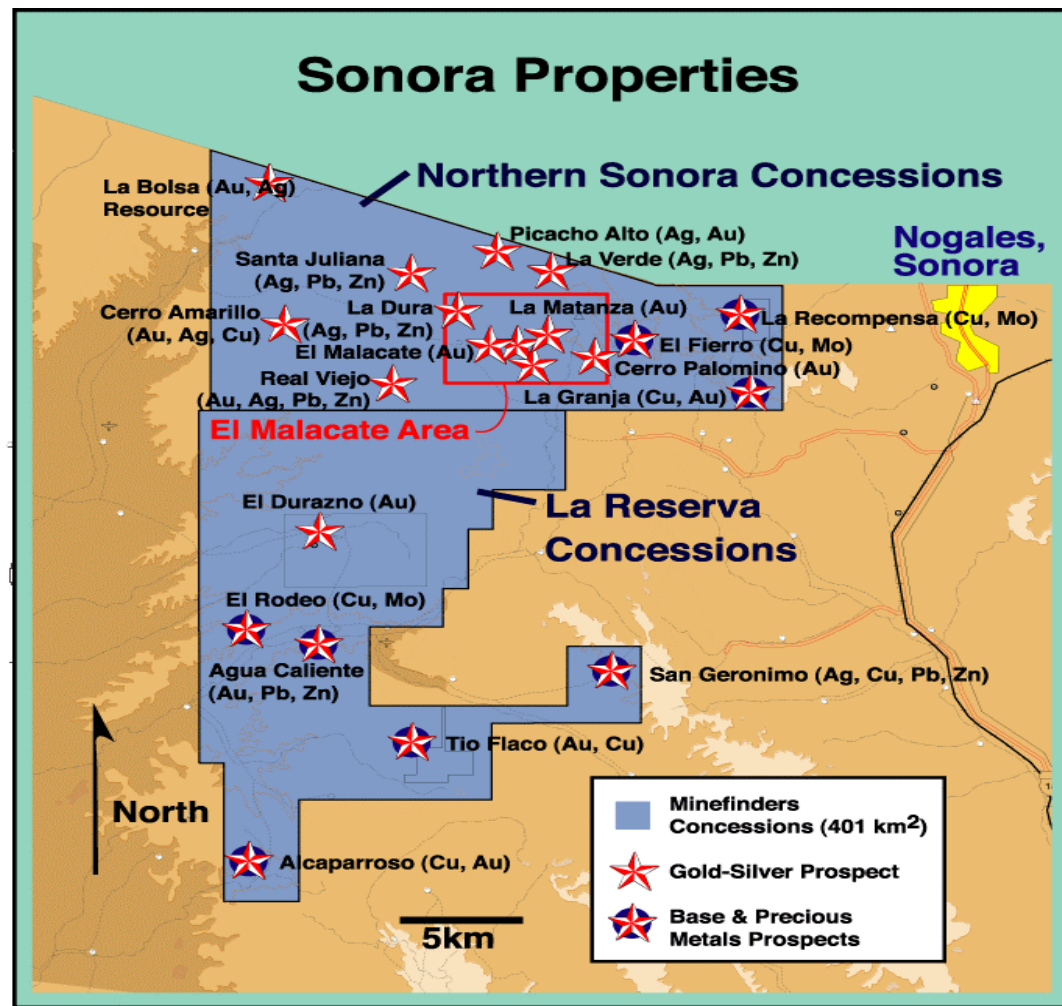 Sonora Properties
La Bolsa (Au, Ag)
Resource
Northern Sonora Concessions
Picacho Alto (Ag, Au)
Nogales,
Sonora
Santa Juliana
(Ag, Pb, Zn)
La Verde (Ag, Pb, Zn)
Cerro Amarillo
(Au, Ag, Cu)
La Dura
(Ag, Pb, Zn)
La Matanza (Au)
La Recompensa (Cu, Mo)
El Malacate (Au)
El Fierro (Cu, Mo)
Cerro Palomino (Au)
Real Viejo
(Au, Ag, Pb, Zn)
La Granja (Cu, Au)
El Malacate Area
El Durazno (Au)
La Reserva
Concessions
El Rodeo (Cu, Mo)
Agua Caliente
(Au, Pb, Zn)
San Geronimo (Ag, Cu, Pb, Zn)
Tio Flaco (Au, Cu)
North
Alcaparroso (Cu, Au)
5km
Minefinders
Concessions (401 km²)
Gold-Silver Prospect
Base & Precious
Metals Prospects